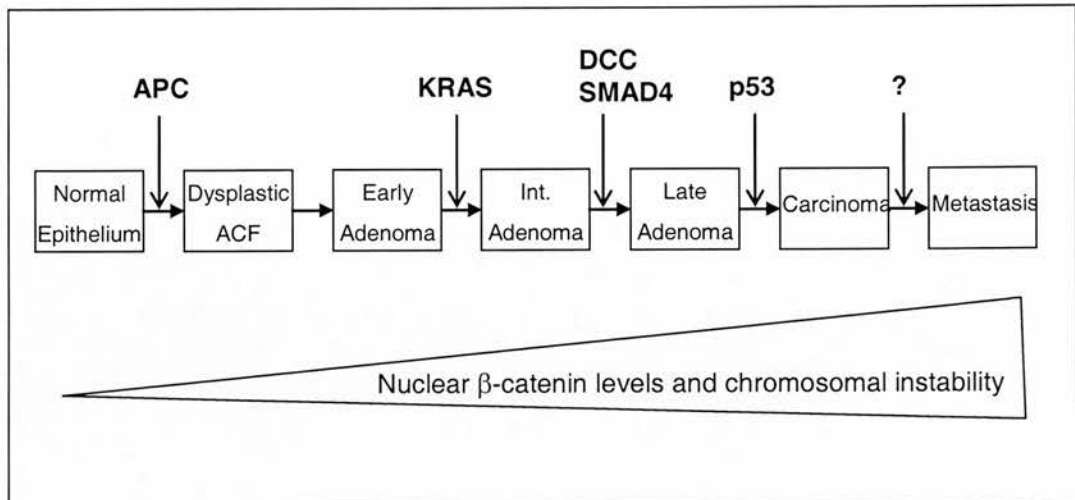 DCC
APC KRAS SMAD4 p53 ?
Normal Dysplastic Early Int. Late Carcinoma Metastasis
Epithelium ACF Adenoma Adenoma Adenoma
Nuclear β-catenin levels and chromosomal instability